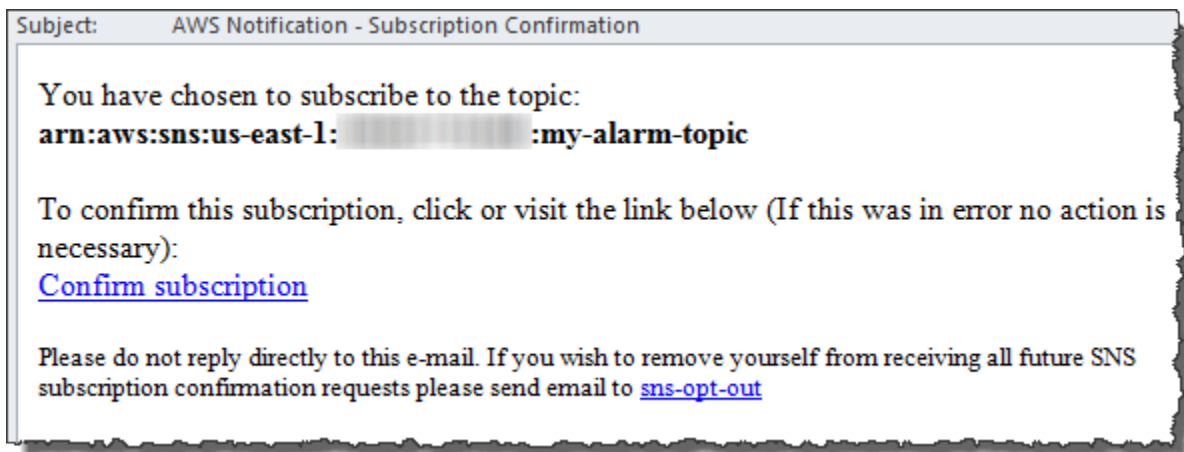 Subject: AWS Notification - Subscription Confirmation
You have chosen to subscribe to the topic:
arn:aws:sns:us-east-1: :my-alarm-topic
To confirm this subscription, click or visit the link below (If this was in error no action is
necessary):
Confirm subscription
Please do not reply directly to this e-mail. If you wish to remove yourself from receiving all future SNS
subscription confirmation requests please send email to sns-opt-out